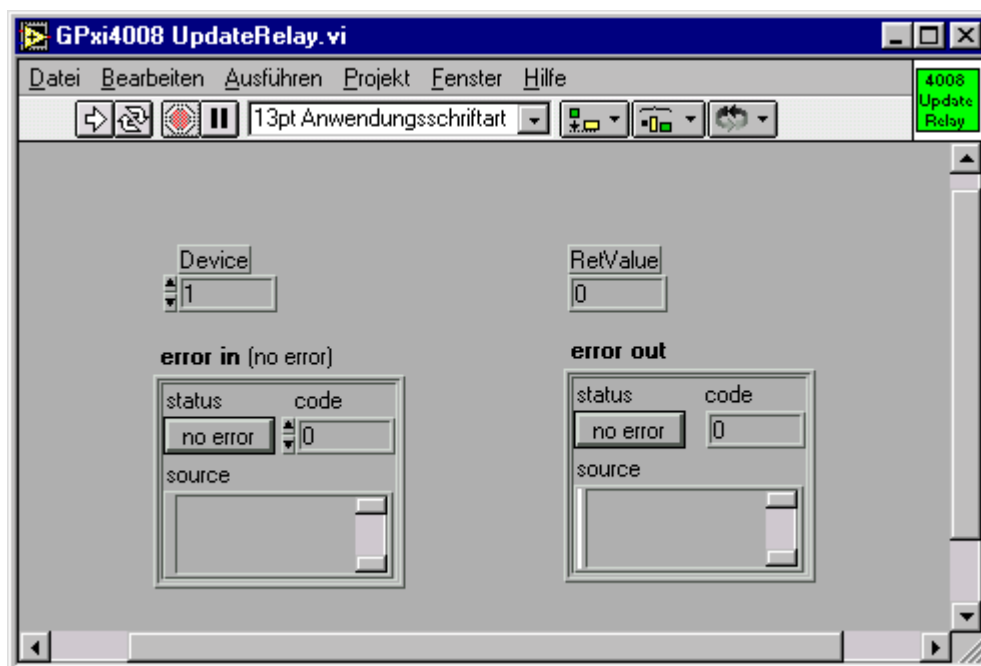 GPxi4008 UpdateRelay.vi
Datei Bearbeiten Ausführen Projekt Fenster Hilfe
4008
Update
Relay
13pt Anwendungsschriftart
Device
1
RetValue
0
error in (no error)
status code
no error 0
source
error out
status code
no error 0
source